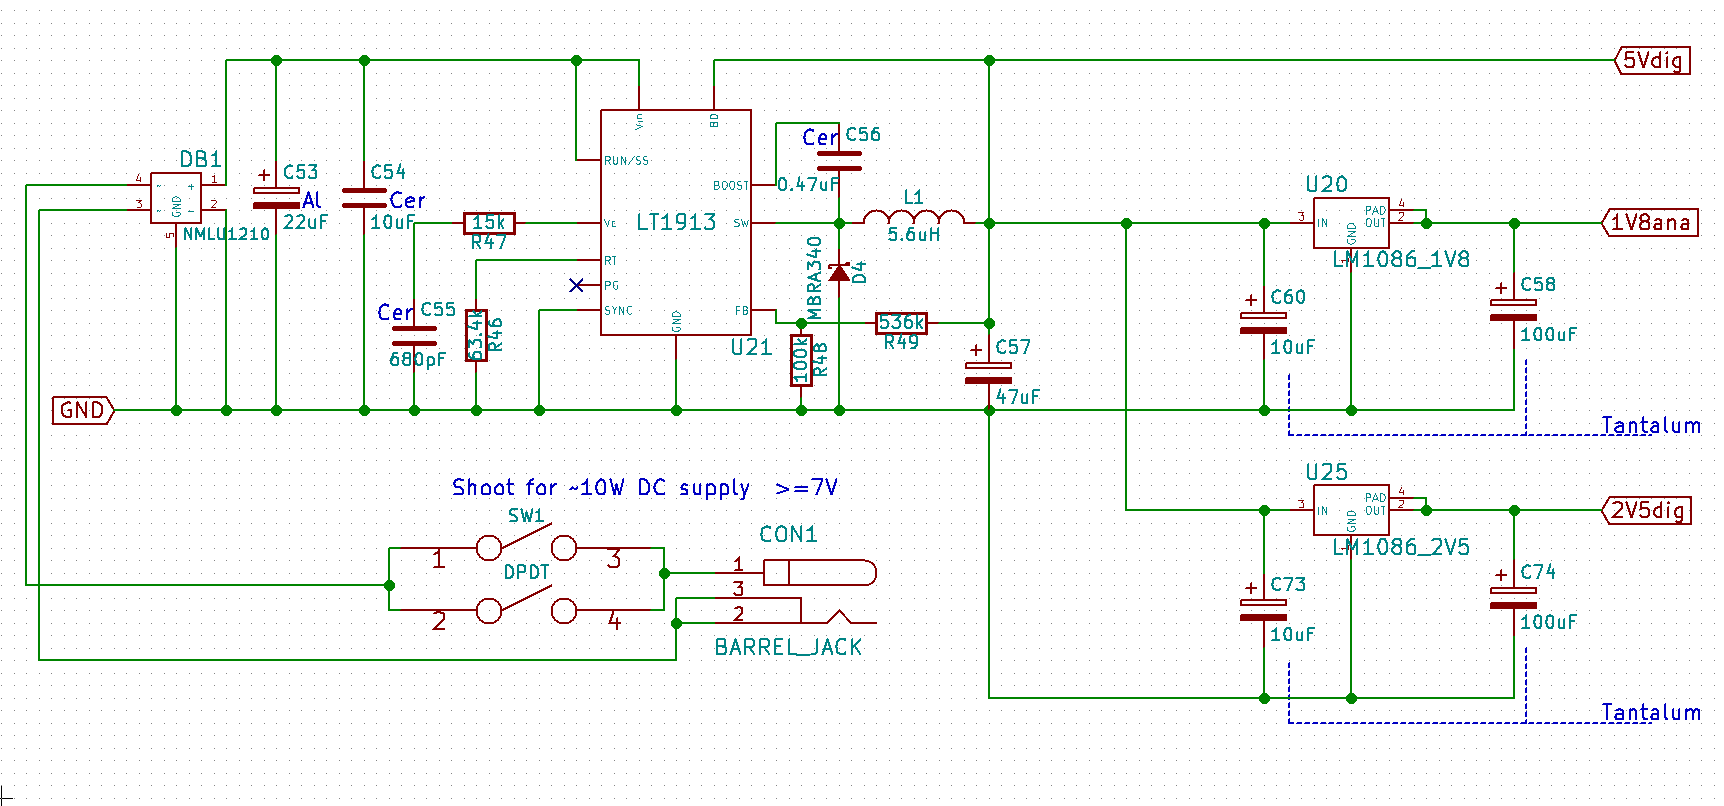 5Vdig
DB1
4
3
~
~
+
-
GND
1
2
5
NMLU1210
+
C53
Al
22uF
C54
Cer
10uF
Vin
BD
RUN/SS
BOOST
Vc
LT1913
SW
RT
PG
SYNC
GND
FB
U21
15k
R47
Cer
C55
680pF
63.4k
R46
Cer
C56
0.47uF
L1
5.6uH
MBRA340
D4
536k
R49
100k
R48
+
C57
47uF
GND
U20
3
IN
PAD
OUT
4
2
GND
1
LM1086_1V8
1V8ana
+
C60
10uF
+
C58
100uF
Tantalum
Shoot for ~10W DC supply >=7V
SW1
1
3
DPDT
2
4
CON1
1
3
2
BARREL_JACK
U25
3
IN
PAD
OUT
4
2
GND
1
LM1086_2V5
2V5dig
+
C73
10uF
+
C74
100uF
Tantalum